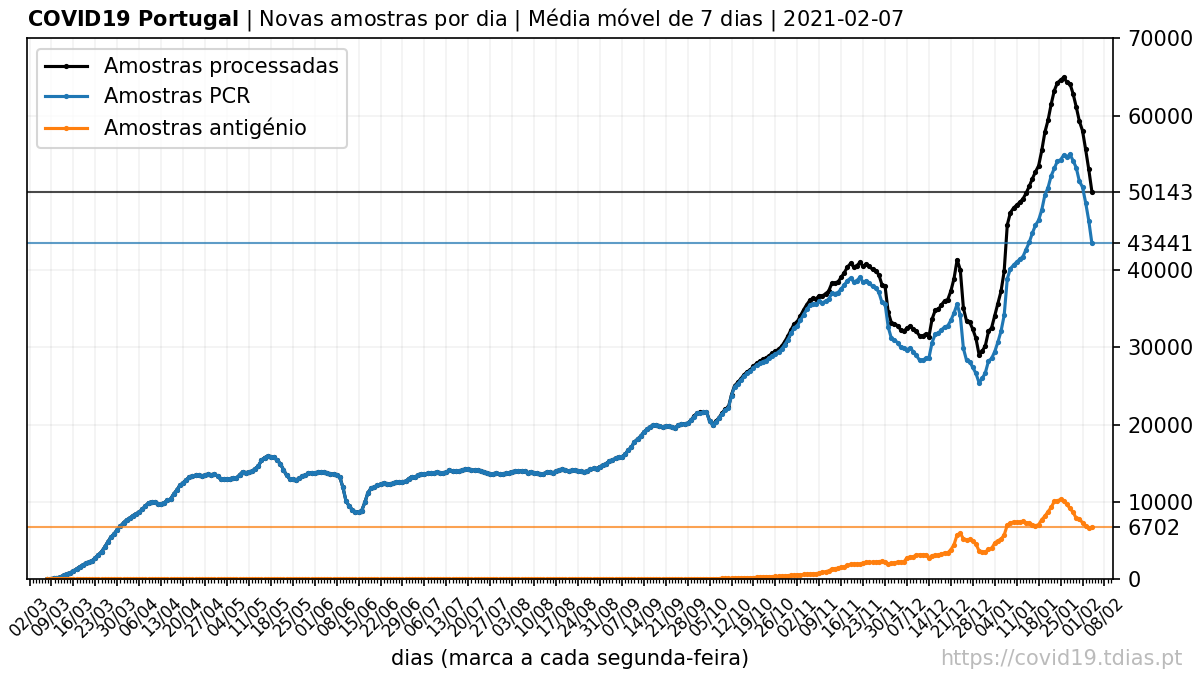 COVID19 Portugal | Novas amostras por dia | Média móvel de 7 dias | 2021-02-07
Amostras processadas
Amostras PCR
Amostras antigénio
70000
60000
50143
43441
40000
30000
20000
10000
6702
0
02/03 09/03 16/03 23/03 30/03 06/04 13/04 20/04 27/04 04/05 11/05 18/05 25/05 01/06 08/06 15/06 22/06 29/06 06/07 13/07 20/07 27/07 03/08 10/08 17/08 24/08 31/08 07/09 14/09 21/09 28/09 05/10 12/10 19/10 26/10 02/11 09/11 16/11 23/11 30/11 07/12 14/12 21/12 28/12 04/01 11/01 18/01 25/01 01/02 08/02
dias (marca a cada segunda-feira)
https://covid19.tdias.pt